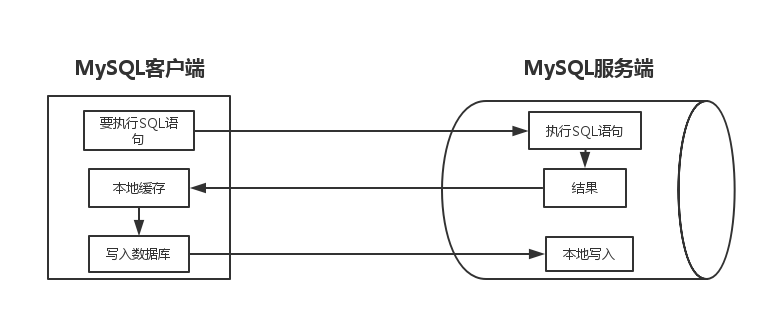 MySQL客户端
MySQL服务端
要执行SQL语
句
执行SQL语句
本地缓存
结果
写入数据库
本地写入